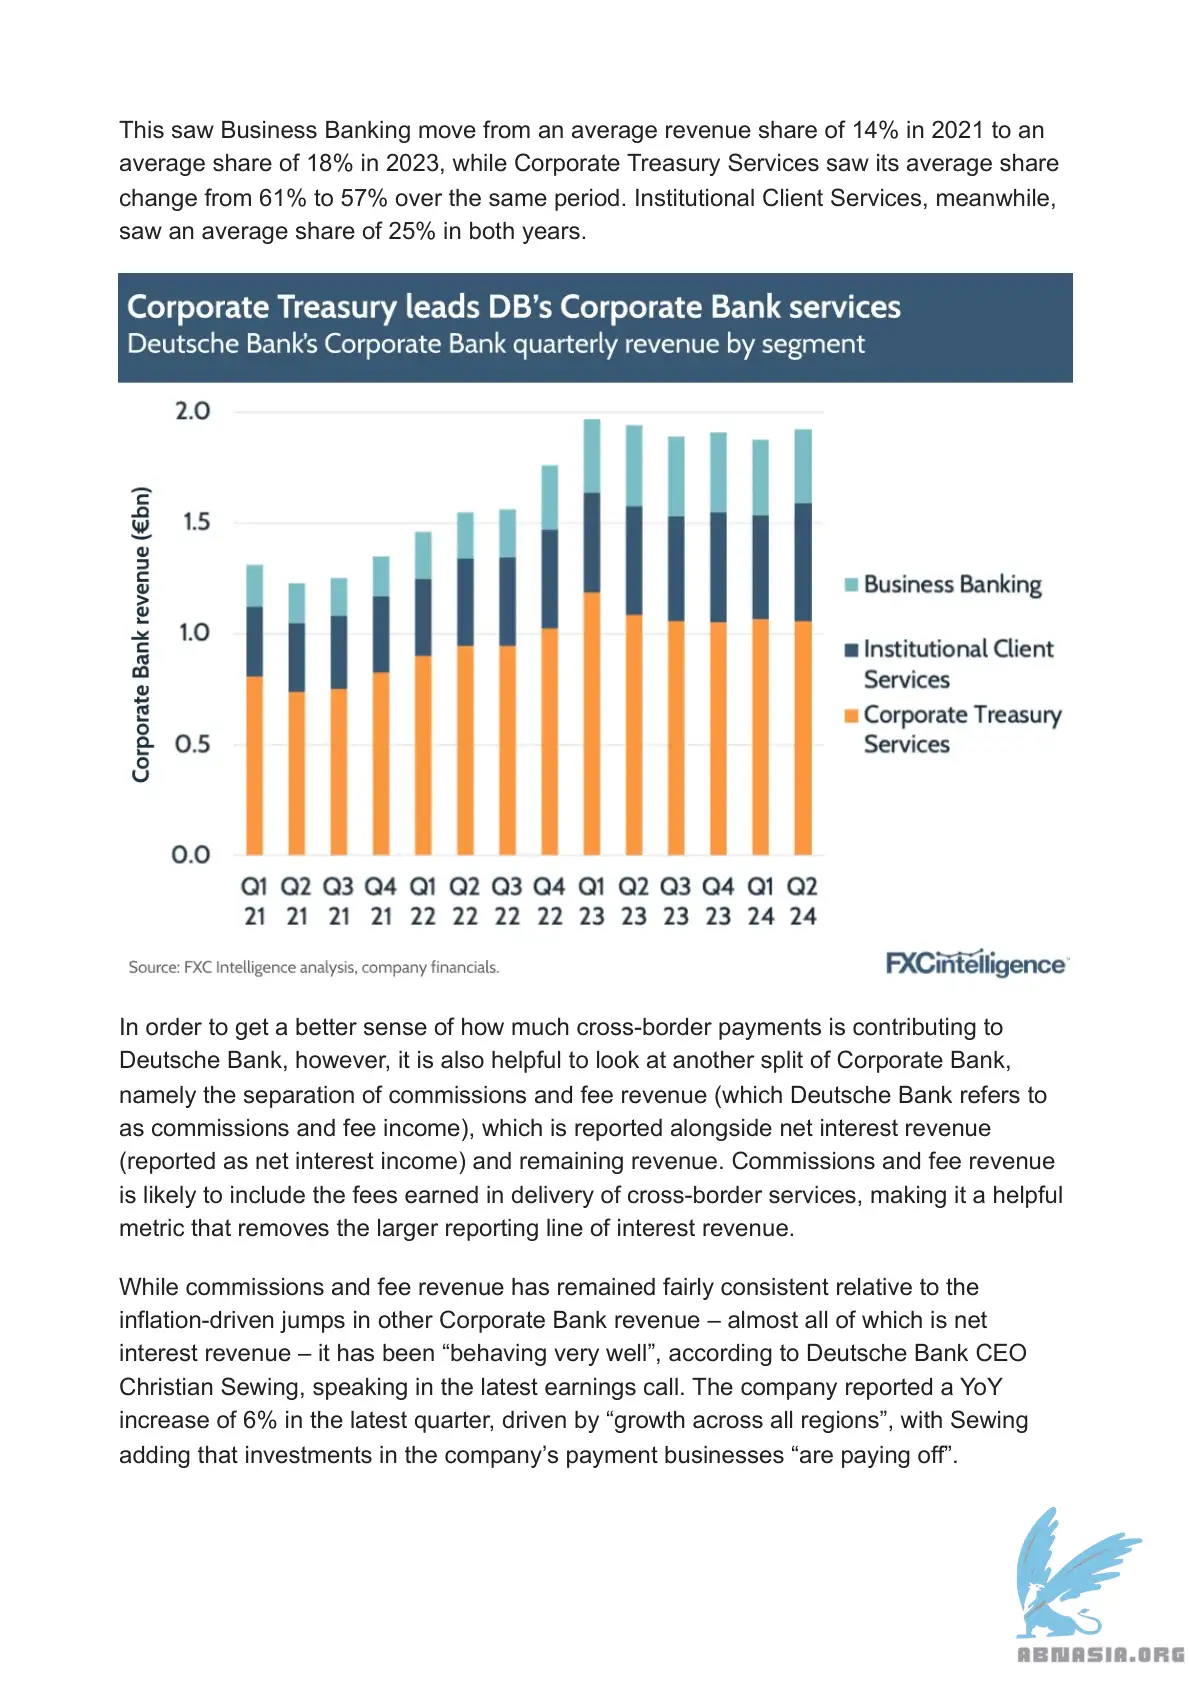 This saw Business Banking move from an average revenue share of 14% in 2021 to an
average share of 18% in 2023, while Corporate Treasury Services saw its average share
change from 61% to 57% over the same period. Institutional Client Services, meanwhile,
saw an average share of 25% in both years.
Corporate Treasury leads DB’s Corporate Bank services
Deutsche Bank’s Corporate Bank quarterly revenue by segment
Corporate Bank revenue (€bn)
2.0
1.5
1.0
0.5
0.0
Business Banking
Institutional Client
Services
Corporate Treasury
Services
Q1 Q2 Q3 Q4 Q1 Q2 Q3 Q4 Q1 Q2 Q3 Q4 Q1 Q2
21 21 21 21 22 22 22 22 23 23 23 23 24 24
Source: FXC Intelligence analysis, company financials.
FXCintelligence™
In order to get a better sense of how much cross-border payments is contributing to
Deutsche Bank, however, it is also helpful to look at another split of Corporate Bank,
namely the separation of commissions and fee revenue (which Deutsche Bank refers to
as commissions and fee income), which is reported alongside net interest revenue
(reported as net interest income) and remaining revenue. Commissions and fee revenue
is likely to include the fees earned in delivery of cross-border services, making it a helpful
metric that removes the larger reporting line of interest revenue.
While commissions and fee revenue has remained fairly consistent relative to the
inflation-driven jumps in other Corporate Bank revenue – almost all of which is net
interest revenue – it has been “behaving very well”, according to Deutsche Bank CEO
Christian Sewing, speaking in the latest earnings call. The company reported a YoY
increase of 6% in the latest quarter, driven by “growth across all regions”, with Sewing
adding that investments in the company’s payment businesses “are paying off”.
ABNASIA.ORG